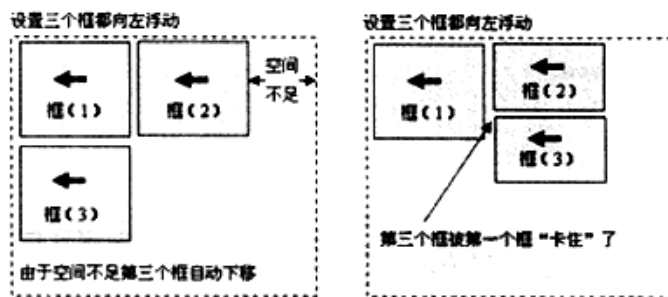 设置三个框都向左浮动
框(1)
框(2)
空间
不足
框(3)
由于空间不足第三个框自动下移
设置三个框都向左浮动
框(1)
框(2)
框(3)
第三个框被第一个框“卡住”了